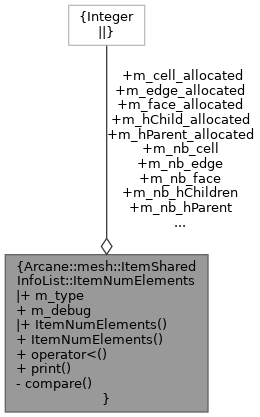 {Integer
||}
+m_cell_allocated
+m_edge_allocated
+m_face_allocated
+m_hChild_allocated
+m_hParent_allocated
+m_nb_cell
+m_nb_edge
+m_nb_face
+m_nb_hChildren
+m_nb_hParent
...
{Arcane::mesh::ItemShared
InfoList::ItemNumElements
|+ m_type
+ m_debug
|+ ItemNumElements()
+ ItemNumElements()
+ operator<()
+ print()
- compare()
}